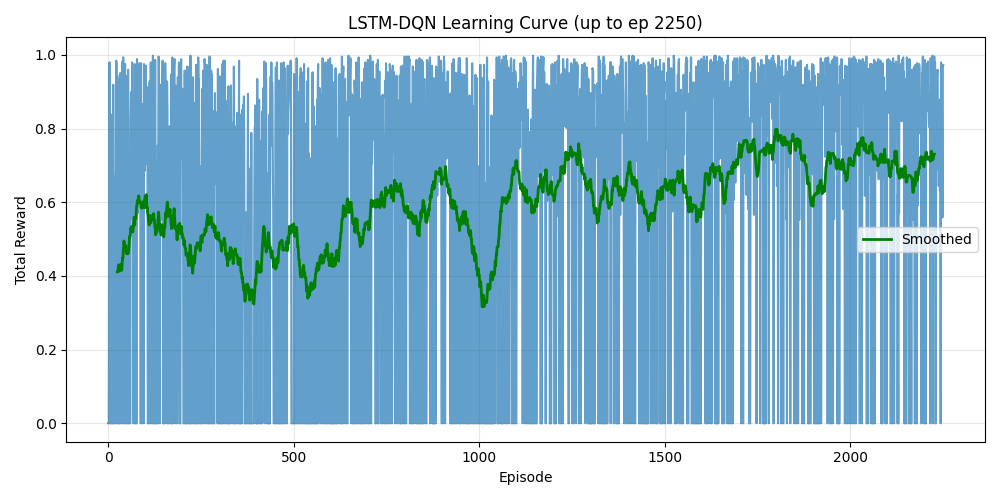 LSTM-DQN Learning Curve (up to ep 2250)
1.0
0.8
0.6
0.4
0.2
0.0
Total Reward
Smoothed
0 500 1000 1500 2000
Episode